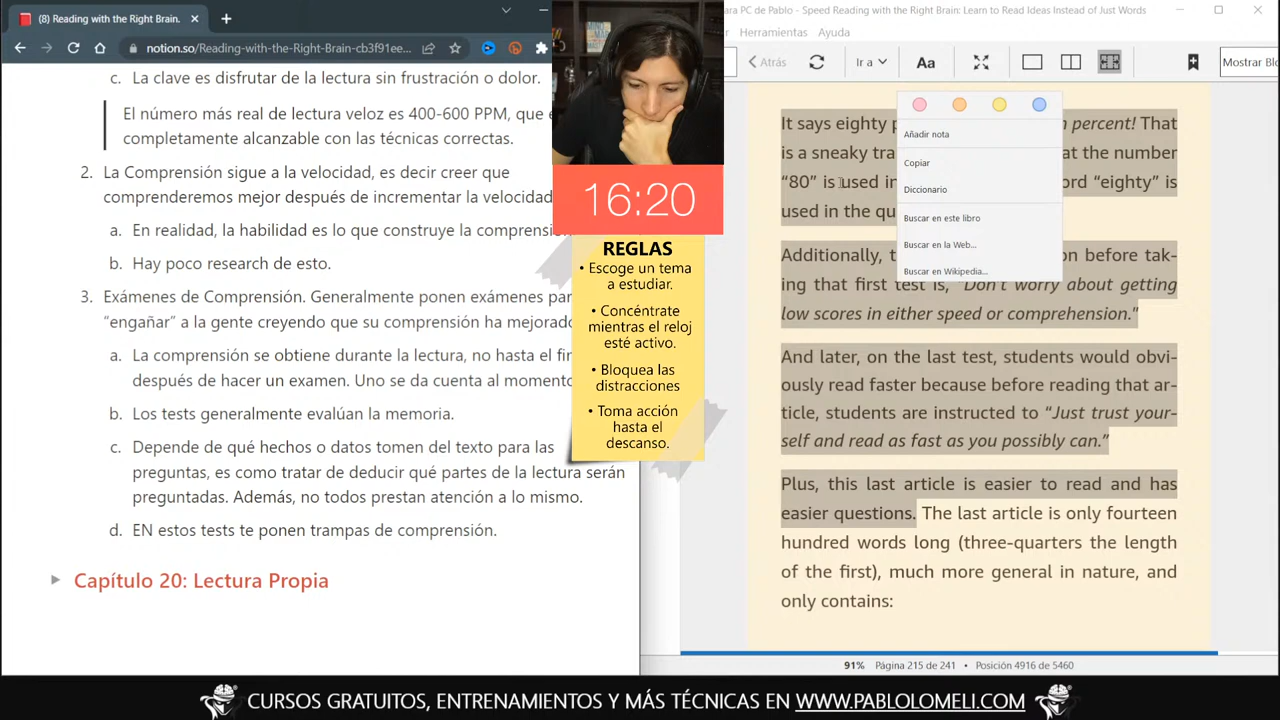 (8) Reading with the Right Brain.
notion.so/Reading-with-the-Right-Brain-cb3f91ee...
c. La clave es disfrutar de la lectura sin frustración o dolor.
El número más real de lectura veloz es 400-600 PPM, que e
completamente alcanzable con las técnicas correctas.
2. La Comprensión sigue a la velocidad, es decir creer que
comprenderemos mejor después de incrementar la velocidad
a. En realidad, la habilidad es lo que construye la comprensi
b. Hay poco research de esto.
3. Exámenes de Comprensión. Generalmente ponen exámenes par
“engañar” a la gente creyendo que su comprensión ha mejorado
a. La comprensión se obtiene durante la lectura, no hasta el fin
después de hacer un examen. Uno se da cuenta al momento
b. Los tests generalmente evalúan la memoria.
c. Depende de qué hechos o datos tomen del texto para las
preguntas, es como tratar de deducir qué partes de la lectura serán
preguntadas. Además, no todos prestan atención a lo mismo.
d. EN estos tests te ponen trampas de comprensión.
Capítulo 20: Lectura Propia
16:20
REGLAS
• Escoge un tema
a estudiar.
• Concéntrate
mientras el reloj
esté activo.
• Bloquea las
distracciones
• Toma acción
hasta el
descanso.
ara PC de Pablo - Speed Reading with the Right Brain: Learn to Read Ideas Instead of Just Words
Herramientas Ayuda
Atrás Ir a Aa Mostrar Blo
It says eighty p n percent! That
is a sneaky tra at the number
“80” is used in ord “eighty” is
used in the qu
Additionally, t on before tak-
ing that first test is, “Don't worry about getting
low scores in either speed or comprehension.”
And later, on the last test, students would obvi-
ously read faster because before reading that ar-
ticle, students are instructed to “Just trust your-
self and read as fast as you possibly can.”
Plus, this last article is easier to read and has
easier questions. The last article is only fourteen
hundred words long (three-quarters the length
of the first), much more general in nature, and
only contains:
Añadir nota
Copiar
Diccionario
Buscar en este libro
Buscar en la Web...
Buscar en Wikipedia...
91% Página 215 de 241 • Posición 4916 de 5460
CURSOS GRATUITOS, ENTRENAMIENTOS Y MÁS TÉCNICAS EN WWW.PABLOLOMELI.COM